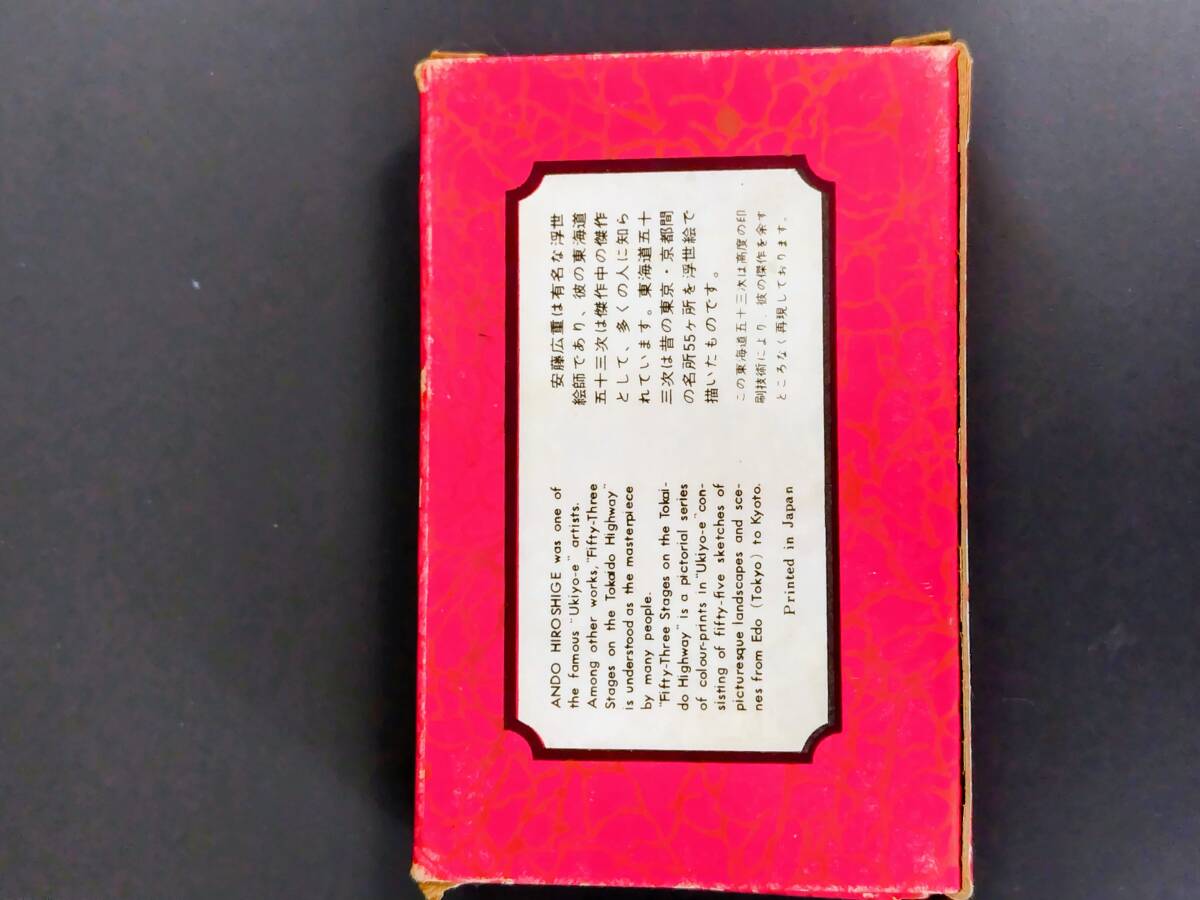 ANDO HIROSHIGE was one of
the famous "Ukiyo-e" artists.
Among other works, "Fifty-Three
Stages on the Tokaido Highway"
is understood as the masterpiece
by many people.
"Fifty-Three Stages on the Tokai-
do Highway" is a pictorial series
of colour-prints in "Ukiyo-e" con-
sisting of fifty-five sketches of
picturesque landscapes and sce-
nes from Edo (Tokyo) to Kyoto.
Printed in Japan
安藤広重は有名な浮世
絵師であり、彼の東海道
五十三次は傑作中の傑作
として、多くの人に知ら
れています。東海道五十
三次は昔の東京・京都間
の名所55ヶ所を浮世絵で
描いたものです。
この東海道五十三次は高度の印
刷技術により、彼の傑作を余す
ところなく再現しております。